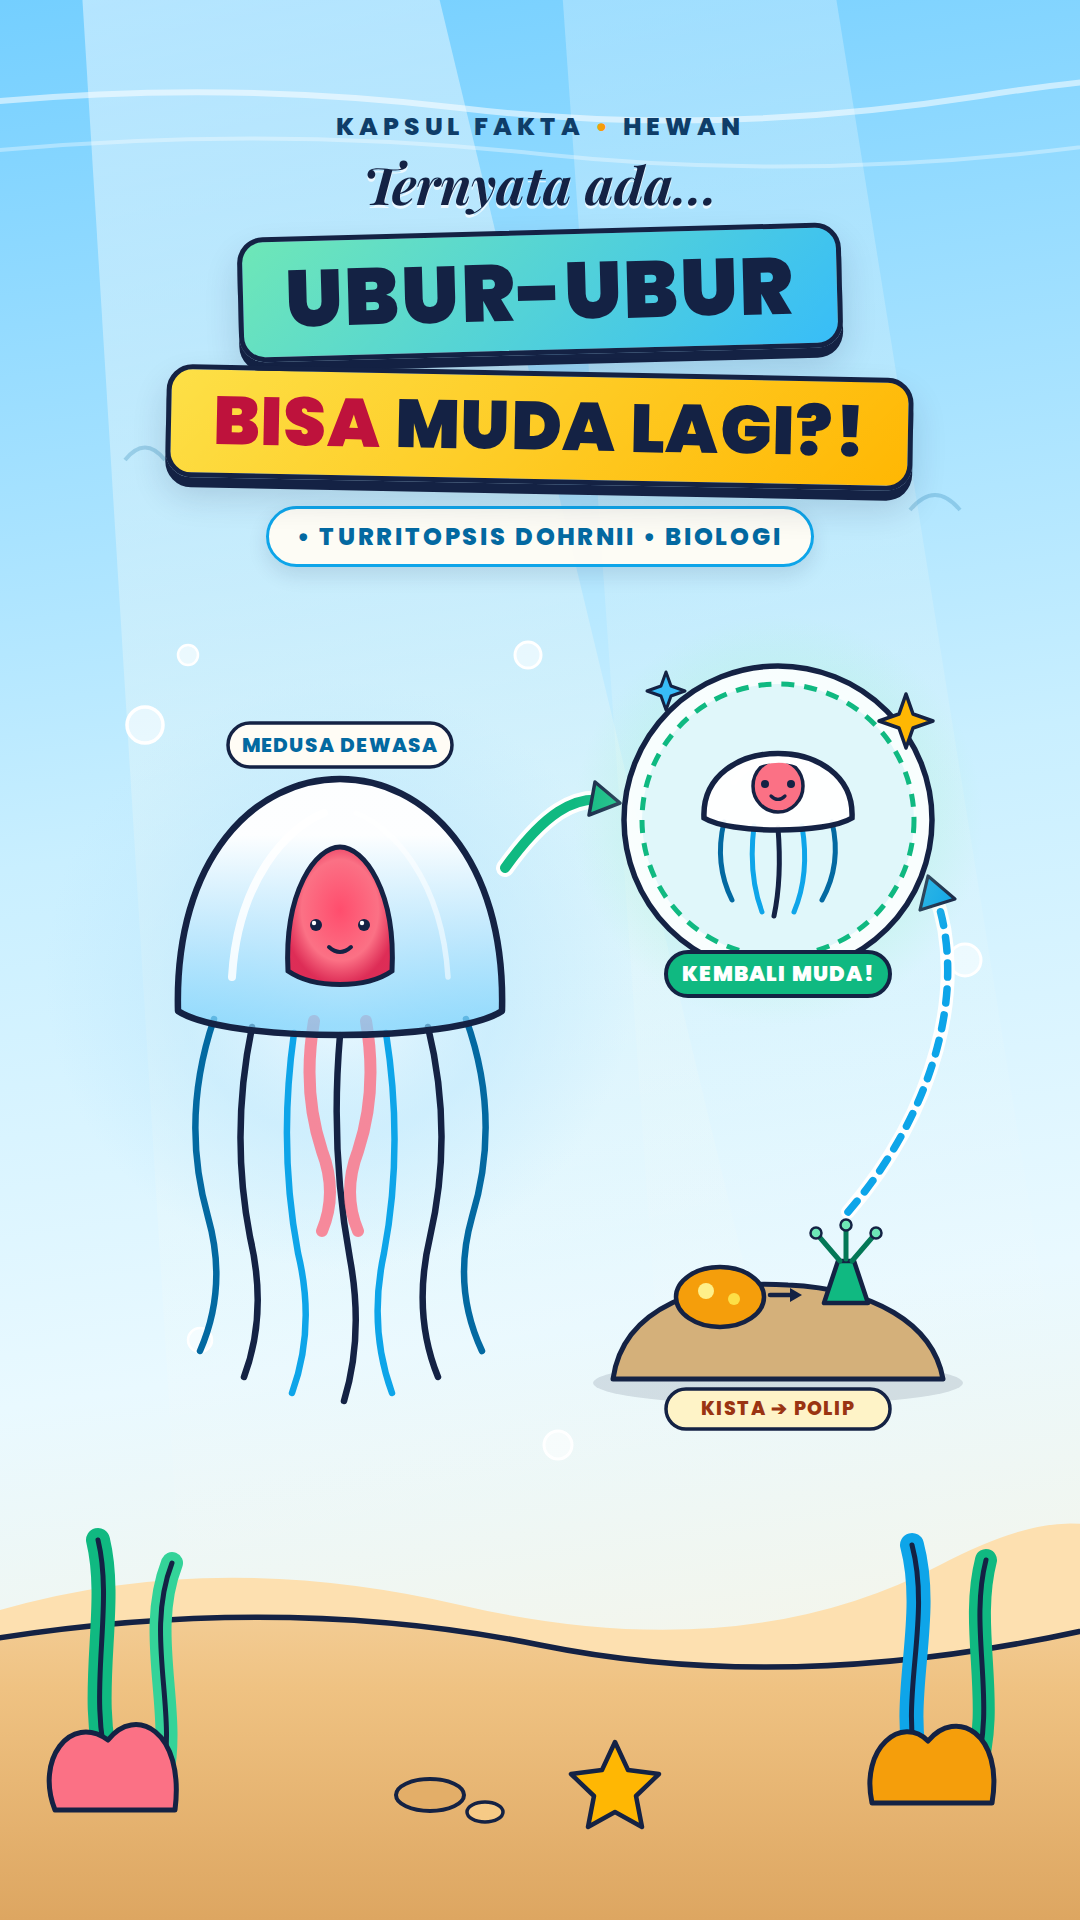 KAPSUL FAKTA • HEWAN
Ternyata ada...
UBUR-UBUR
BISA MUDA LAGI?!
• TURRITOPSIS DOHRNII • BIOLOGI
MEDUSA DEWASA
KEMBALI MUDA!
KISTA ➔ POLIP